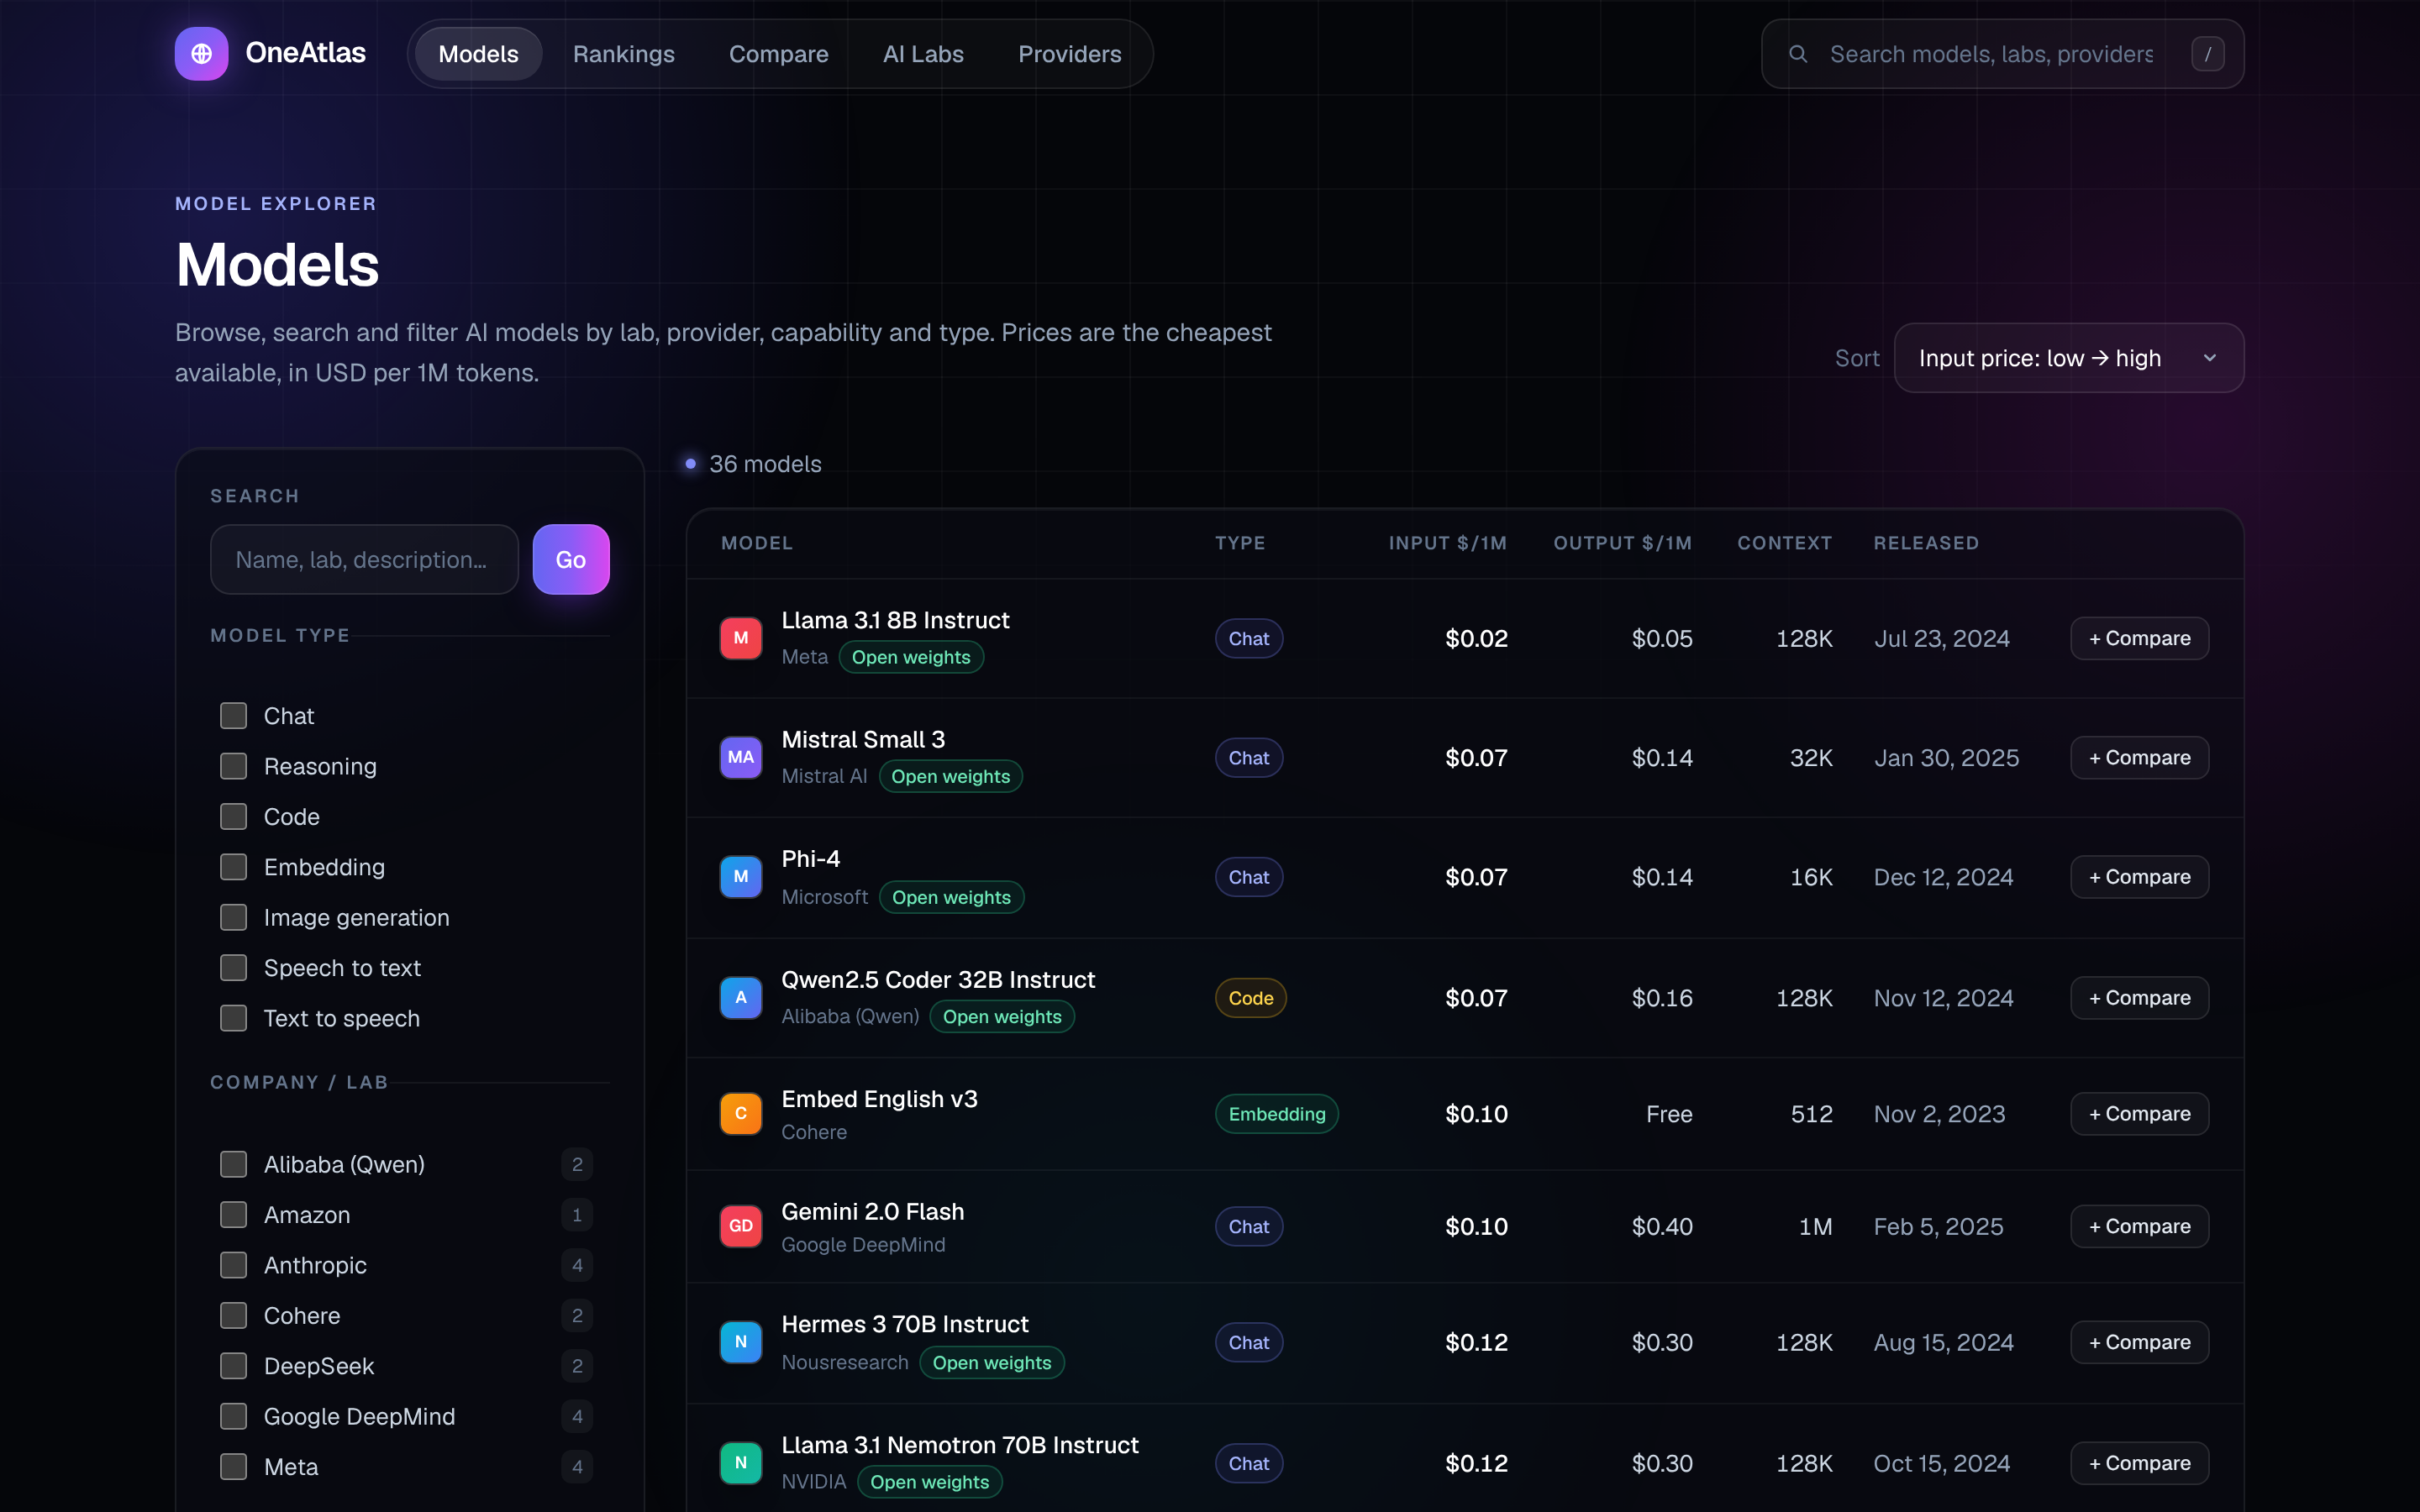 OneAtlas
Models
Rankings
Compare
AI Labs
Providers
Search models, labs, providers
/
MODEL EXPLORER
Models
Browse, search and filter AI models by lab, provider, capability and type. Prices are the cheapest
available, in USD per 1M tokens.
Sort
Input price: low → high
SEARCH
Name, lab, description...
Go
MODEL TYPE
Chat
Reasoning
Code
Embedding
Image generation
Speech to text
Text to speech
COMPANY / LAB
Alibaba (Qwen) 2
Amazon 1
Anthropic 4
Cohere 2
DeepSeek 2
Google DeepMind 4
Meta 4
36 models
MODEL TYPE INPUT $/1M OUTPUT $/1M CONTEXT RELEASED
M
Llama 3.1 8B Instruct
Meta Open weights
Chat $0.02 $0.05 128K Jul 23, 2024 + Compare
MA
Mistral Small 3
Mistral AI Open weights
Chat $0.07 $0.14 32K Jan 30, 2025 + Compare
M
Phi-4
Microsoft Open weights
Chat $0.07 $0.14 16K Dec 12, 2024 + Compare
A
Qwen2.5 Coder 32B Instruct
Alibaba (Qwen) Open weights
Code $0.07 $0.16 128K Nov 12, 2024 + Compare
C
Embed English v3
Cohere
Embedding $0.10 Free 512 Nov 2, 2023 + Compare
GD
Gemini 2.0 Flash
Google DeepMind
Chat $0.10 $0.40 1M Feb 5, 2025 + Compare
N
Hermes 3 70B Instruct
Nousresearch Open weights
Chat $0.12 $0.30 128K Aug 15, 2024 + Compare
N
Llama 3.1 Nemotron 70B Instruct
NVIDIA Open weights
Chat $0.12 $0.30 128K Oct 15, 2024 + Compare